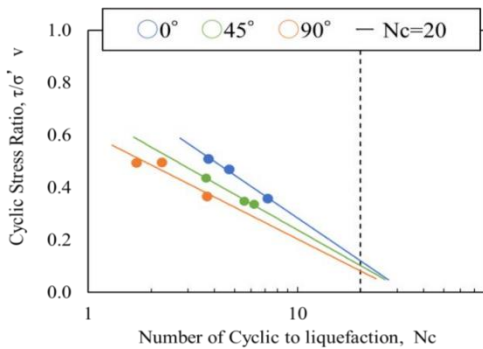 0° 45° 90° Nc=20
1.0
0.8
0.6
0.4
0.2
0.0
1 10
Cyclic Stress Ratio, τ/σ' v
Number of Cyclic to liquefaction, Nc